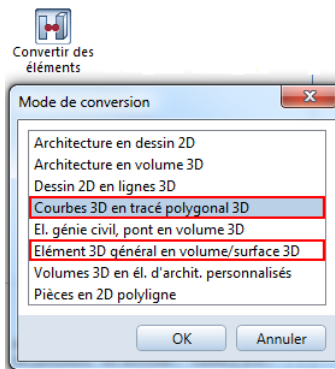 Convertir des
éléments
Mode de conversion
Architecture en dessin 2D
Architecture en volume 3D
Dessin 2D en lignes 3D
Courbes 3D en tracé polygonal 3D
El. génie civil, pont en volume 3D
Elément 3D général en volume/surface 3D
Volumes 3D en él. d'archit. personnalisés
Pièces en 2D polyligne
OK
Annuler